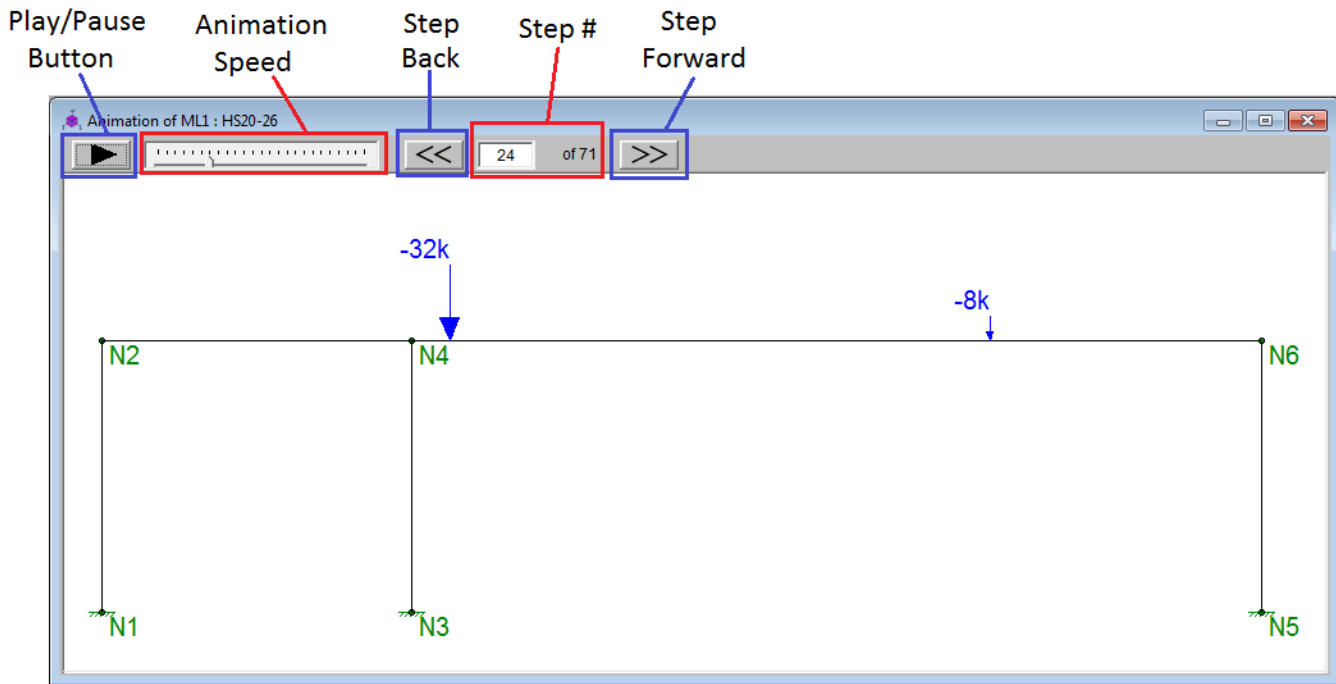 Play/Pause
Button
Animation
Speed
Step
Back
Step #
Step
Forward
Animation of ML1 : HS20-26
<< 24 of 71 >>
-32k
-8k
N2
N4
N6
N1
N3
N5